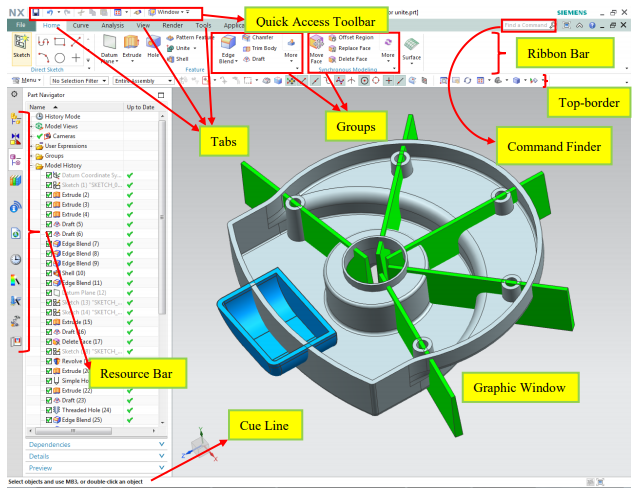 NX
Window
Quick Access Toolbar
or unite.prt]
SIEMENS
File Home Curve Analysis View Render Tools Applica
Find a Command
Sketch
Direct Sketch
Datum Plane
Extrude
Hole
Pattern Feature
Unite
Shell
Feature
Edge Blend
Chamfer
Trim Body
Draft
More
Move Face
Offset Region
Replace Face
Delete Face
More
Synchronous Modeling
Surface
Ribbon Bar
Menu
No Selection Filter
Entire Assembly
Top-border
Part Navigator
Name
Up to Date
History Mode
Model Views
Cameras
User Expressions
Groups
Model History
Datum Coordinate Sy...
Sketch (1) "SKETCH_0...
Extrude (2)
Extrude (3)
Extrude (4)
Draft (5)
Draft (6)
Edge Blend (7)
Edge Blend (8)
Edge Blend (9)
Shell (10)
Edge Blend (11)
Datum Plane (12)
Sketch (13) "SKETCH_...
Sketch (14) "SKETCH_...
Extrude (15)
Draft (16)
Delete Face (17)
"SKETCH_...
Revolve
Extrude
Simple Ho
Extrude (22)
Draft (23)
Threaded Hole (24)
Edge Blend (25)
Tabs
Groups
Command Finder
Resource Bar
Graphic Window
Cue Line
Y
Z
X
Dependencies
Details
Preview
Select objects and use MB3, or double-click an object